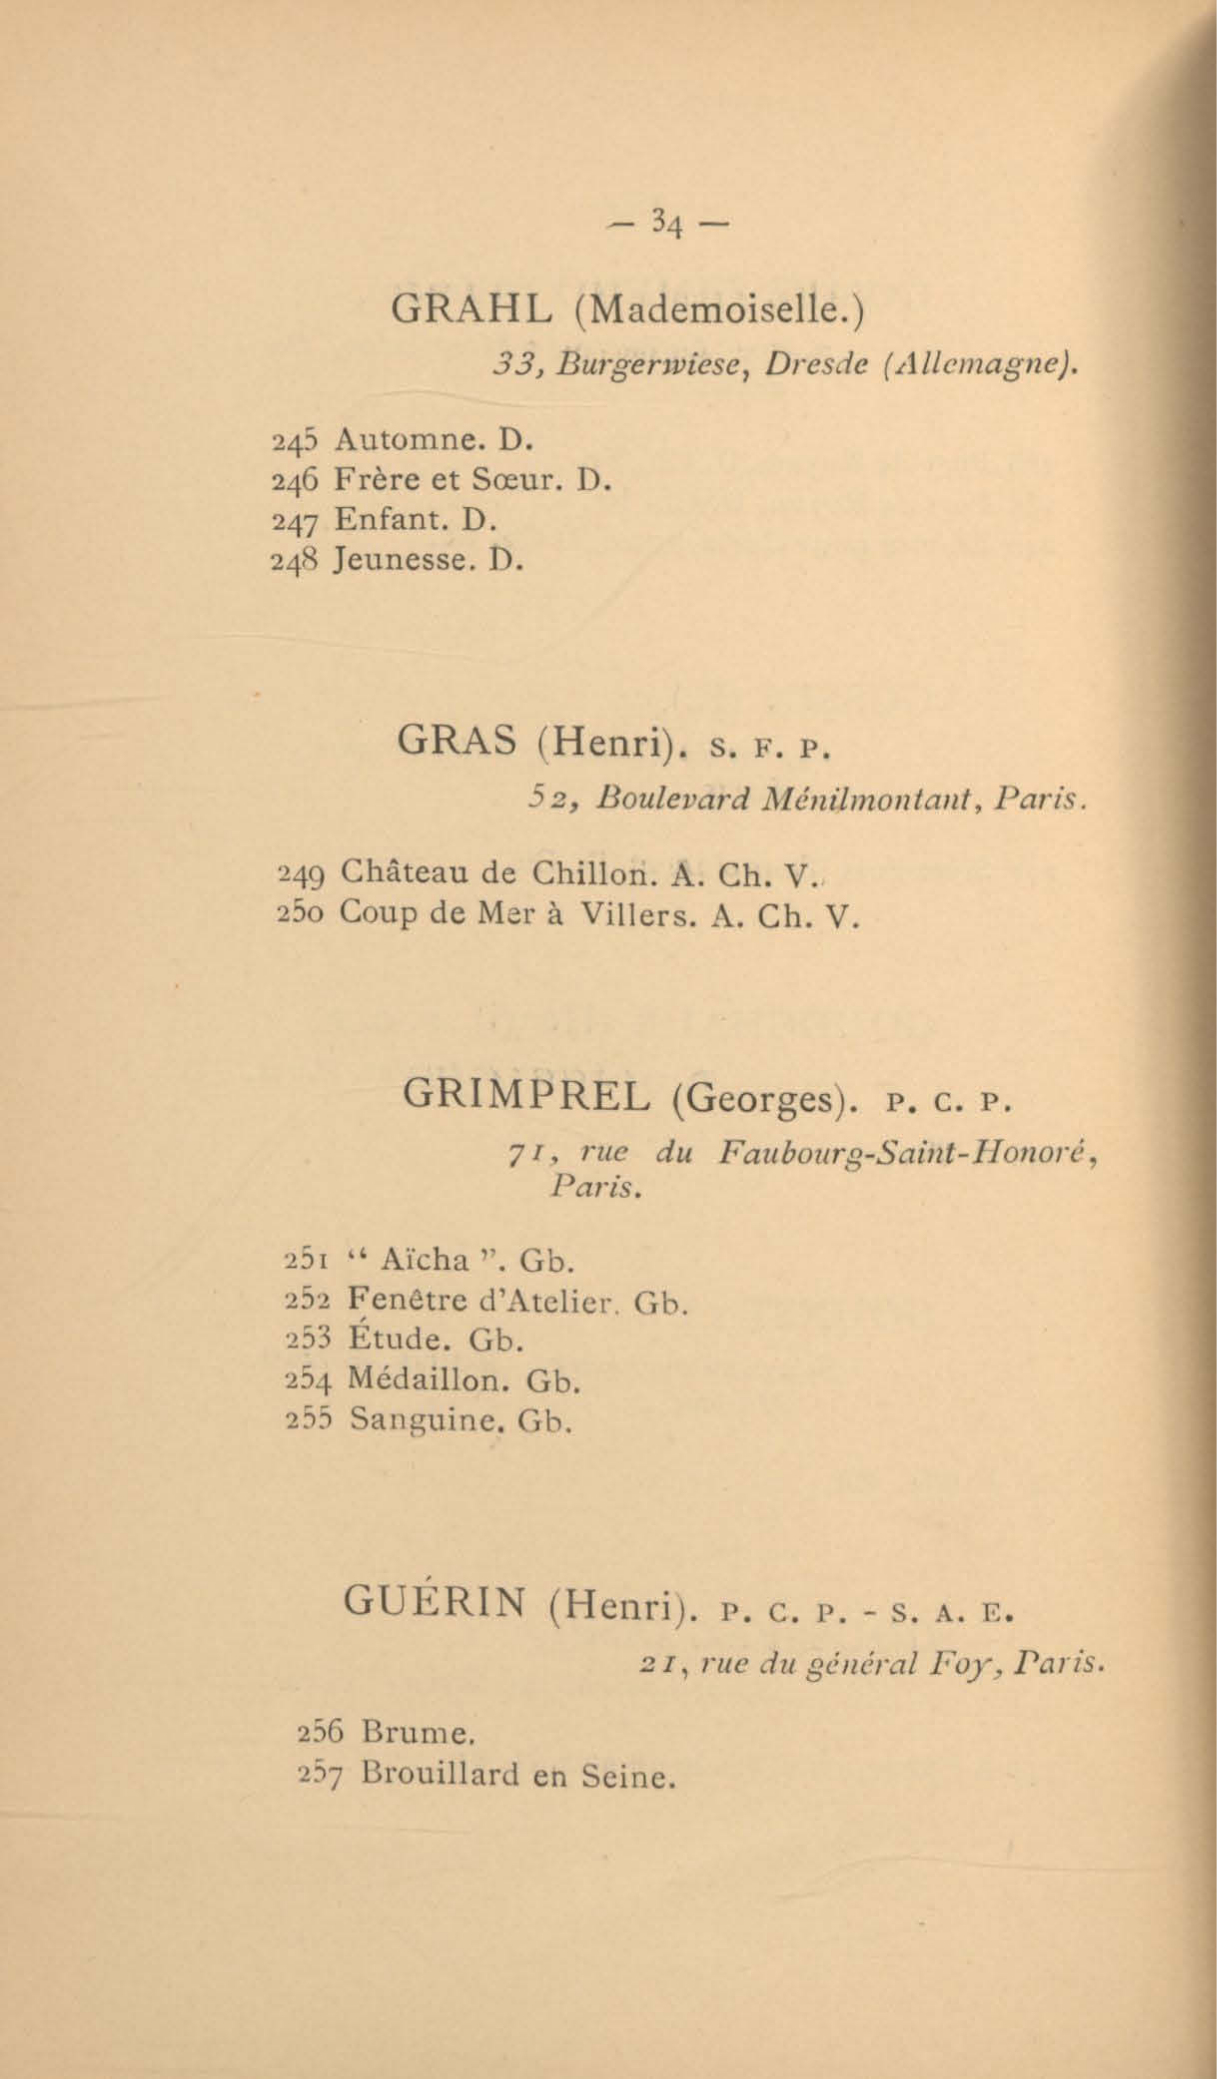 — 34 —
GRAHL (Mademoiselle.)
33, Burgerwiese, Dresde (Allemagne).
245 Automne. D.
246 Frère et Sœur. D.
247 Enfant. D.
248 Jeunesse. D.
GRAS (Henri). S. F. P.
52, Boulevard Ménilmontant, Paris.
249 Château de Chillon. A. Ch. V.
250 Coup de Mer à Villers. A. Ch. V.
GRIMPREL (Georges). P. C. P.
71, rue du Faubourg-Saint-Honoré,
Paris.
251 “ Aïcha ”. Gb.
252 Fenêtre d'Atelier. Gb.
253 Étude. Gb.
254 Médaillon. Gb.
255 Sanguine. Gb.
GUÉRIN (Henri). P. C. P. - S. A. E.
21, rue du général Foy, Paris.
256 Brume.
257 Brouillard en Seine.